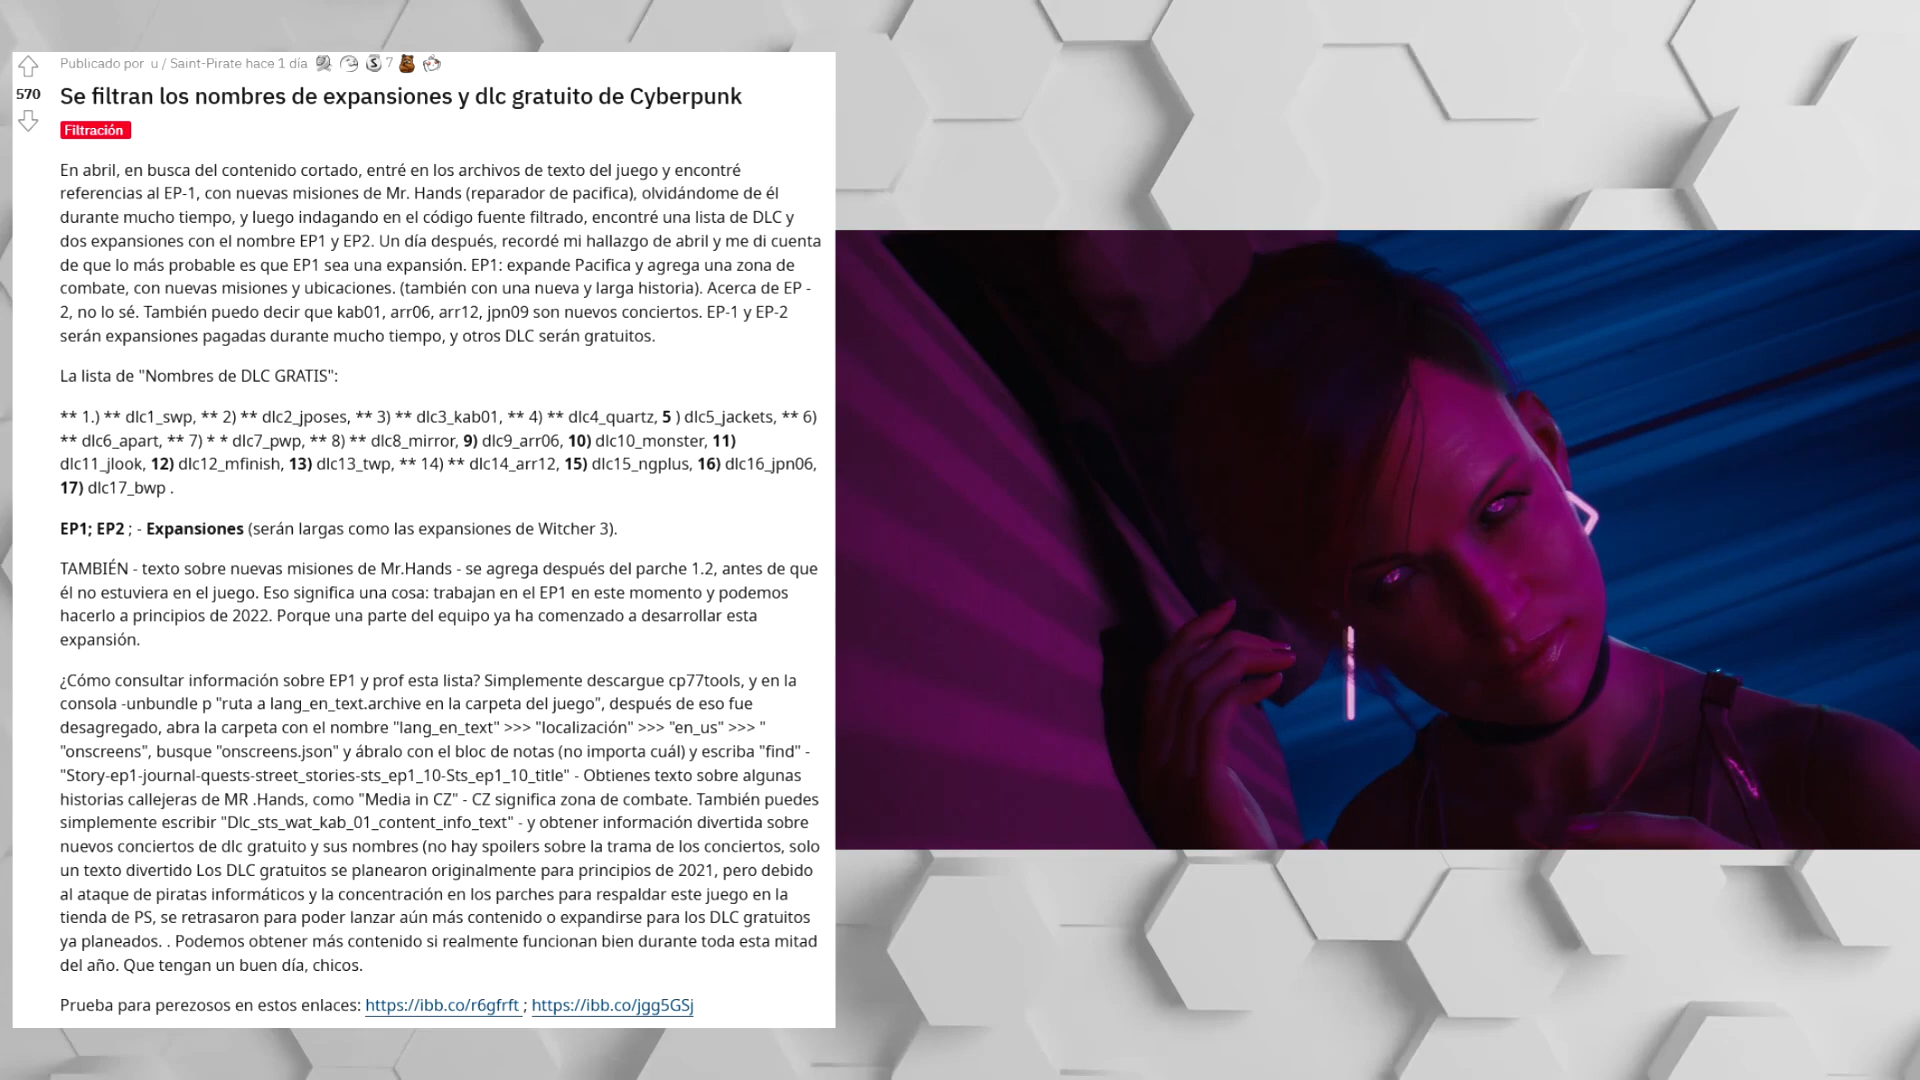 Publicado por u / Saint-Pirate hace 1 día 7
570
Se filtran los nombres de expansiones y dlc gratuito de Cyberpunk
Filtración
En abril, en busca del contenido cortado, entré en los archivos de texto del juego y encontré
referencias al EP-1, con nuevas misiones de Mr. Hands (reparador de pacifica), olvidándome de él
durante mucho tiempo, y luego indagando en el código fuente filtrado, encontré una lista de DLC y
dos expansiones con el nombre EP1 y EP2. Un día después, recordé mi hallazgo de abril y me di cuenta
de que lo más probable es que EP1 sea una expansión. EP1: expande Pacifica y agrega una zona de
combate, con nuevas misiones y ubicaciones. (también con una nueva y larga historia). Acerca de EP -
2, no lo sé. También puedo decir que kab01, arr06, arr12, jpn09 son nuevos conciertos. EP-1 y EP-2
serán expansiones pagadas durante mucho tiempo, y otros DLC serán gratuitos.
La lista de "Nombres de DLC GRATIS":
** 1.) ** dlc1_swp, ** 2) ** dlc2_jposes, ** 3) ** dlc3_kab01, ** 4) ** dlc4_quartz, 5 ) dlc5_jackets, ** 6)
** dlc6_apart, ** 7) * * dlc7_pwp, ** 8) ** dlc8_mirror, 9) dlc9_arr06, 10) dlc10_monster, 11)
dlc11_jlook, 12) dlc12_mfinish, 13) dlc13_twp, ** 14) ** dlc14_arr12, 15) dlc15_ngplus, 16) dlc16_jpn06,
17) dlc17_bwp .
EP1; EP2 ; - Expansiones (serán largas como las expansiones de Witcher 3).
TAMBIÉN - texto sobre nuevas misiones de Mr.Hands - se agrega después del parche 1.2, antes de que
él no estuviera en el juego. Eso significa una cosa: trabajan en el EP1 en este momento y podemos
hacerlo a principios de 2022. Porque una parte del equipo ya ha comenzado a desarrollar esta
expansión.
¿Cómo consultar información sobre EP1 y prof esta lista? Simplemente descargue cp77tools, y en la
consola -unbundle p "ruta a lang_en_text.archive en la carpeta del juego", después de eso fue
desagregado, abra la carpeta con el nombre "lang_en_text" >>> "localización" >>> "en_us" >>> "
"onscreens", busque "onscreens.json" y ábralo con el bloc de notas (no importa cuál) y escriba "find" -
"Story-ep1-journal-quests-street_stories-sts_ep1_10-Sts_ep1_10_title" - Obtienes texto sobre algunas
historias callejeras de MR .Hands, como "Media in CZ" - CZ significa zona de combate. También puedes
simplemente escribir "Dlc_sts_wat_kab_01_content_info_text" - y obtener información divertida sobre
nuevos conciertos de dlc gratuito y sus nombres (no hay spoilers sobre la trama de los conciertos, solo
un texto divertido Los DLC gratuitos se planearon originalmente para principios de 2021, pero debido
al ataque de piratas informáticos y la concentración en los parches para respaldar este juego en la
tienda de PS, se retrasaron para poder lanzar aún más contenido o expandirse para los DLC gratuitos
ya planeados. . Podemos obtener más contenido si realmente funcionan bien durante toda esta mitad
del año. Que tengan un buen día, chicos.
Prueba para perezosos en estos enlaces: https://ibb.co/r6gfrft ; https://ibb.co/jgg5GSj